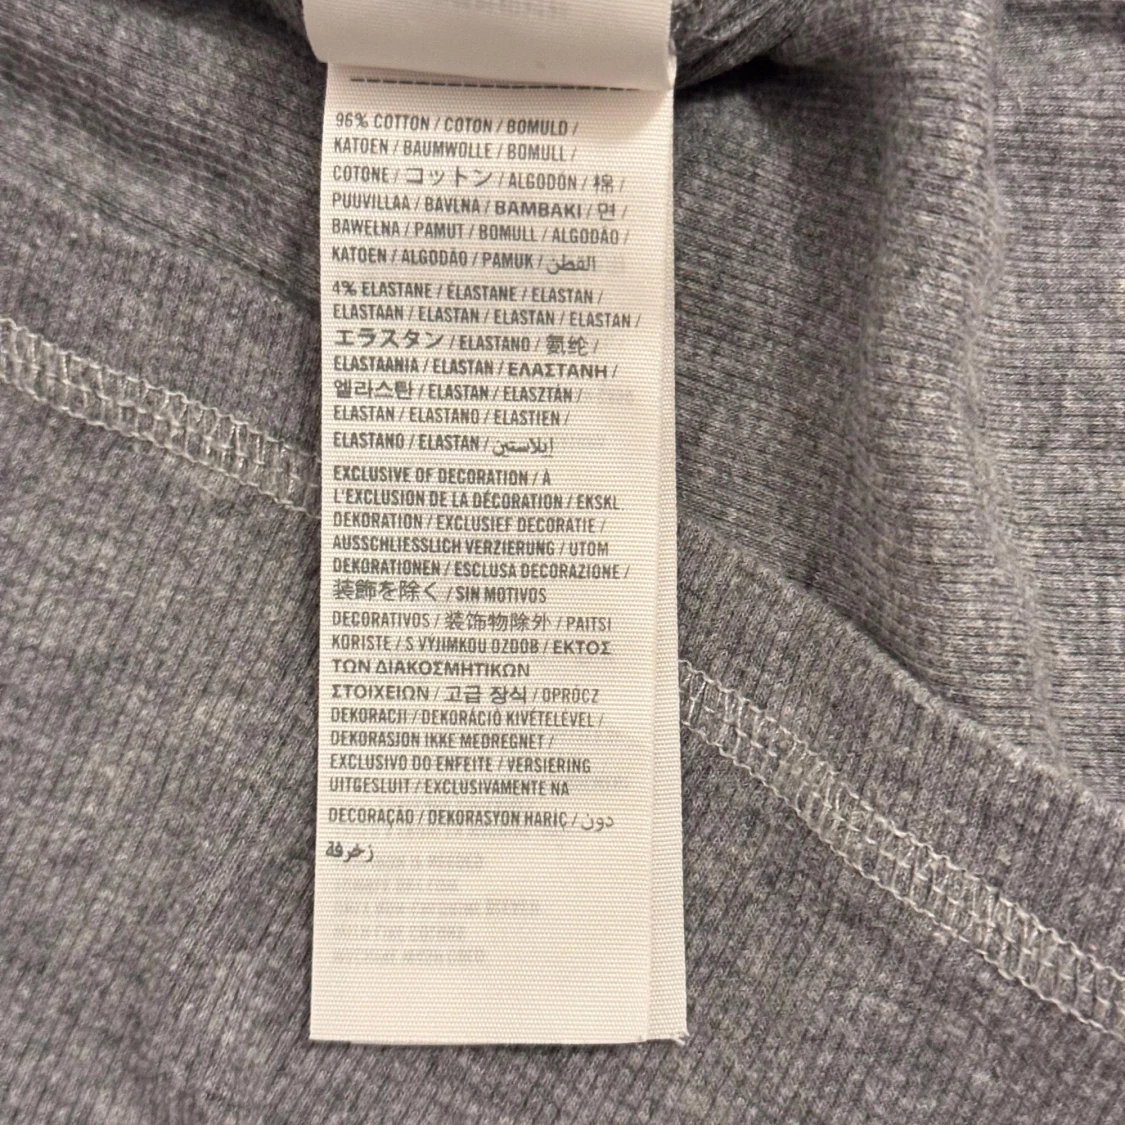 96% COTTON / COTON / BOMULD /
KATOEN / BAUMWOLLE / BOMULL /
COTONE / コットン / ALGODÓN / 棉 /
PUUVILLAA / BAVLNA / ΒΑΜΒΑΚΙ / 면 /
BAWEŁNA / PAMUT / BOMULL / ALGODÃO /
KATOEN / ALGODÃO / PAMUK / القطن
4% ELASTANE / ÉLASTANE / ELASTAN /
ELASTAAN / ELASTAN / ELASTAN / ELASTAN /
エラスタン / ELASTANO / 氨纶 /
ELASTAANIA / ELASTAN / ΕΛΑΣΤΑΝΗ /
엘라스탄 / ELASTAN / ELASZTÁN /
ELASTAN / ELASTANO / ELASTIEN /
ELASTANO / ELASTAN / إيلاستين
EXCLUSIVE OF DECORATION / À
L'EXCLUSION DE LA DÉCORATION / EKSKL.
DEKORATION / EXCLUSIEF DECORATIE /
AUSSCHLIESSLICH VERZIERUNG / UTOM
DEKORATIONEN / ESCLUSA DECORAZIONE /
装飾を除く / SIN MOTIVOS
DECORATIVOS / 装饰物除外 / PAITSI
KORISTE / S VÝJIMKOU OZDOB / ΕΚΤΟΣ
ΤΩΝ ΔΙΑΚΟΣΜΗΤΙΚΩΝ
ΣΤΟΙΧΕΙΩΝ / 고급 장식 / OPRÓCZ
DEKORACJI / DEKORÁCIÓ KIVÉTELÉVEL /
DEKORASJON IKKE MEDREGNET /
EXCLUSIVO DO ENFEITE / VERSIERING
UITGESLUIT / EXCLUSIVAMENTE NA
DECORAÇÃO / DEKORASYON HARİÇ / دون
زخرفة